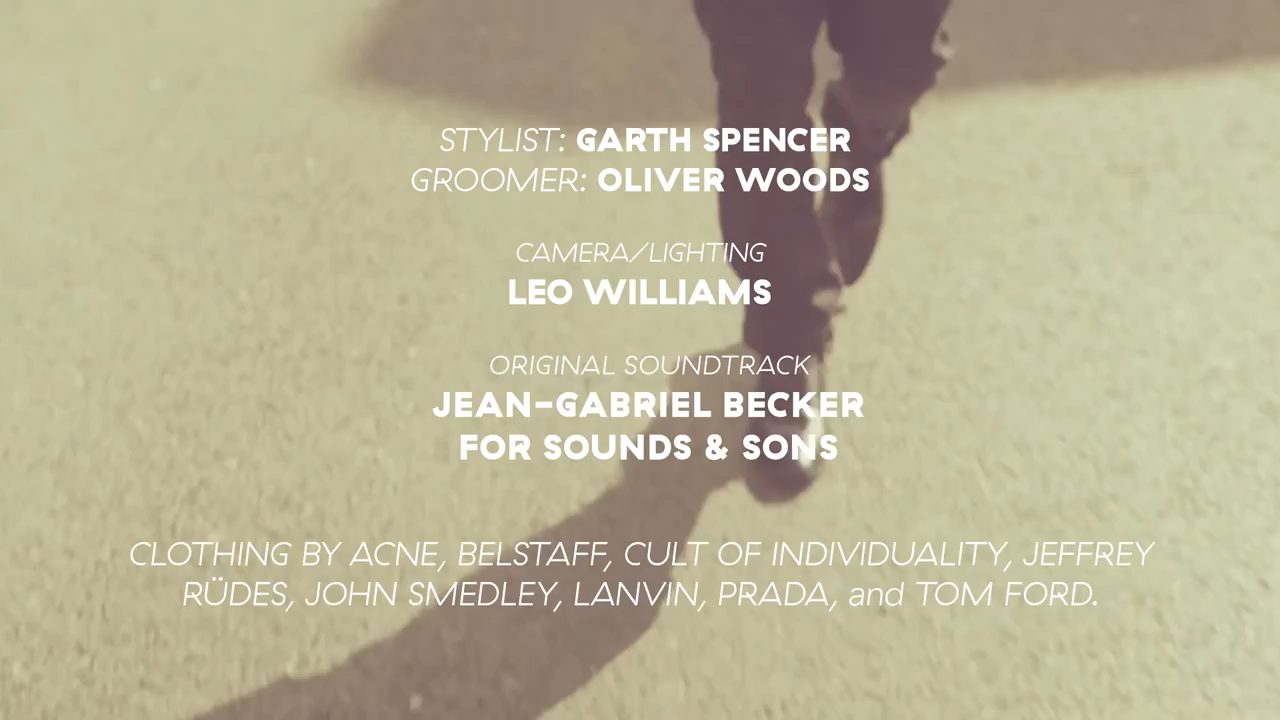 STYLIST: GARTH SPENCER
GROOMER: OLIVER WOODS
CAMERA/LIGHTING
LEO WILLIAMS
ORIGINAL SOUNDTRACK
JEAN-GABRIEL BECKER
FOR SOUNDS & SONS
CLOTHING BY ACNE, BELSTAFF, CULT OF INDIVIDUALITY, JEFFREY
RÜDES, JOHN SMEDLEY, LANVIN, PRADA, and TOM FORD.